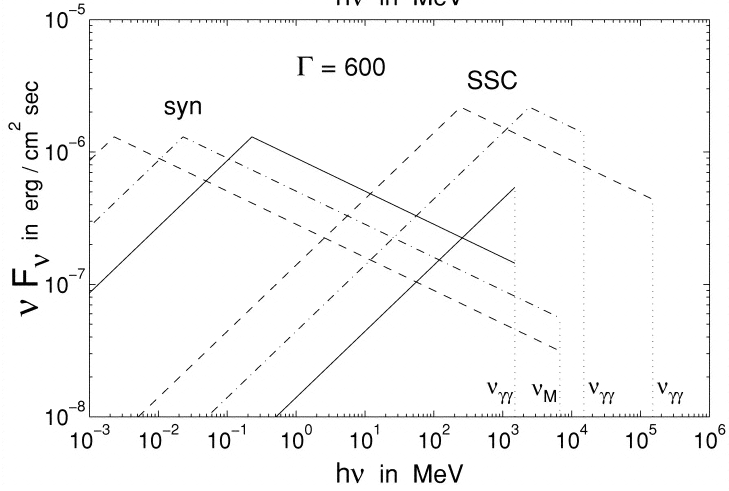 hν in MeV
10^-5
Γ = 600
SSC
syn
10^-6
ν F_ν in erg / cm^2 sec
10^-7
ν_γγ ν_M ν_γγ ν_γγ
10^-8
10^-3 10^-2 10^-1 10^0 10^1 10^2 10^3 10^4 10^5 10^6
hν in MeV